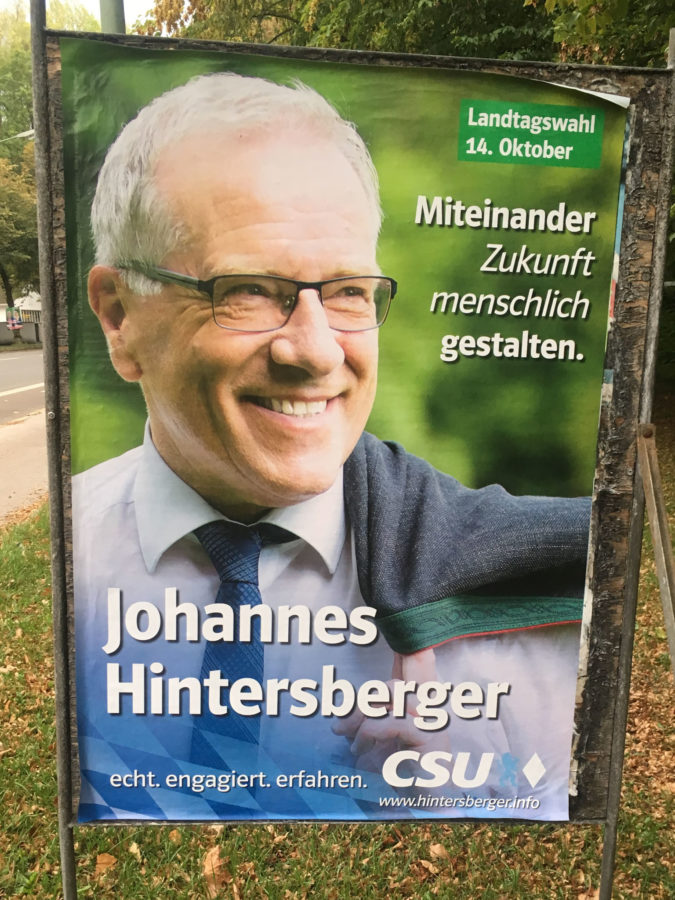 Landtagswahl
14. Oktober
Miteinander
Zukunft
menschlich
gestalten.
Johannes
Hintersberger
echt. engagiert. erfahren.
CSU
www.hintersberger.info